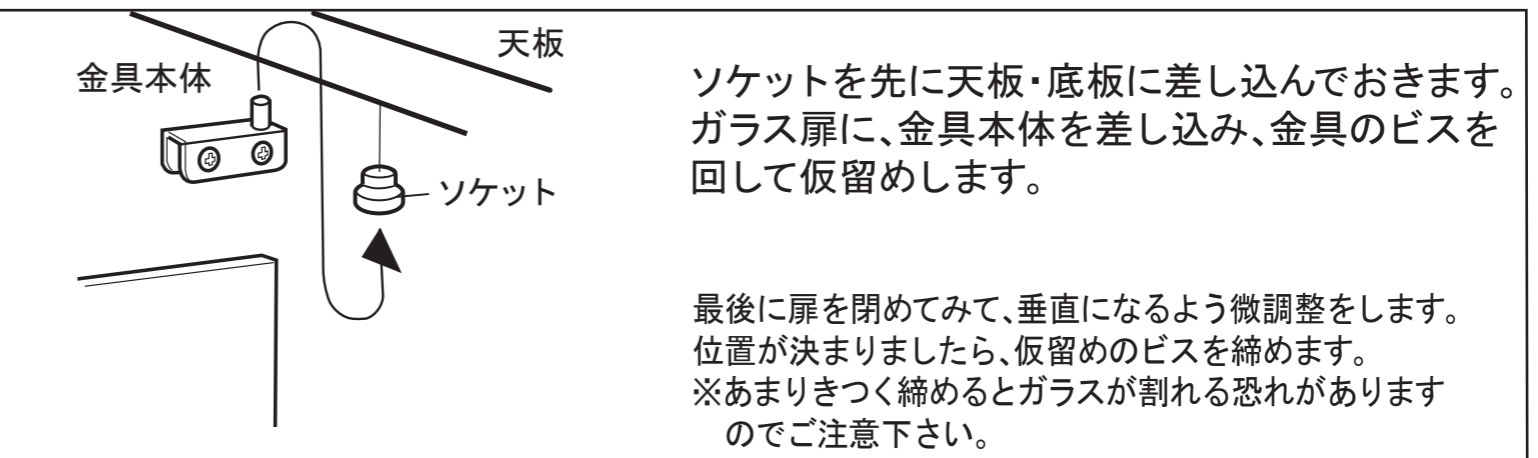 天板
金具本体
ソケット
ソケットを先に天板・底板に差し込んでおきます。
ガラス扉に、金具本体を差し込み、金具のビスを
回して仮留めします。
最後に扉を閉めてみて、垂直になるよう微調整をします。
位置が決まりましたら、仮留めのビスを締めます。
※あまりきつく締めるとガラスが割れる恐れがあります
のでご注意下さい。